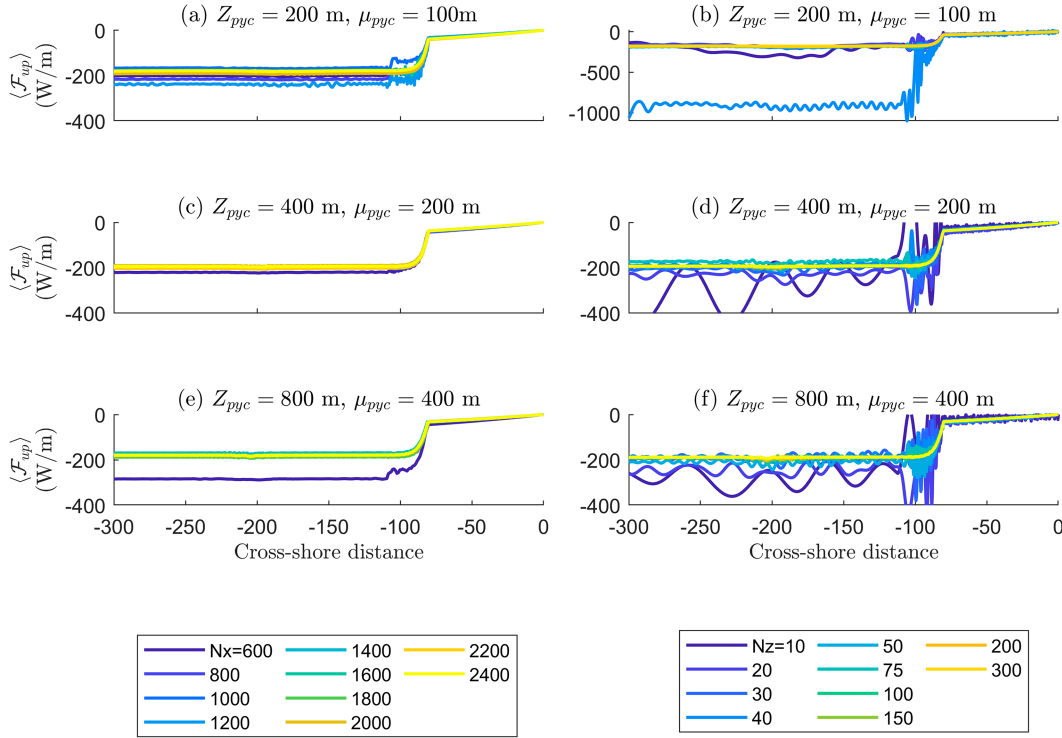 (a) Z_pyc = 200 m, μ_pyc = 100m
0
-200
-400
⟨F_up⟩
(W/m)
(b) Z_pyc = 200 m, μ_pyc = 100 m
0
-500
-1000
(c) Z_pyc = 400 m, μ_pyc = 200 m
0
-200
-400
⟨F_up⟩
(W/m)
(d) Z_pyc = 400 m, μ_pyc = 200 m
0
-200
-400
(e) Z_pyc = 800 m, μ_pyc = 400 m
0
-200
-400
⟨F_up⟩
(W/m)
-300 -250 -200 -150 -100 -50 0
Cross-shore distance
(f) Z_pyc = 800 m, μ_pyc = 400 m
0
-200
-400
-300 -250 -200 -150 -100 -50 0
Cross-shore distance
Nx=600
800
1000
1200
1400
1600
1800
2000
2200
2400
Nz=10
20
30
40
50
75
100
150
200
300